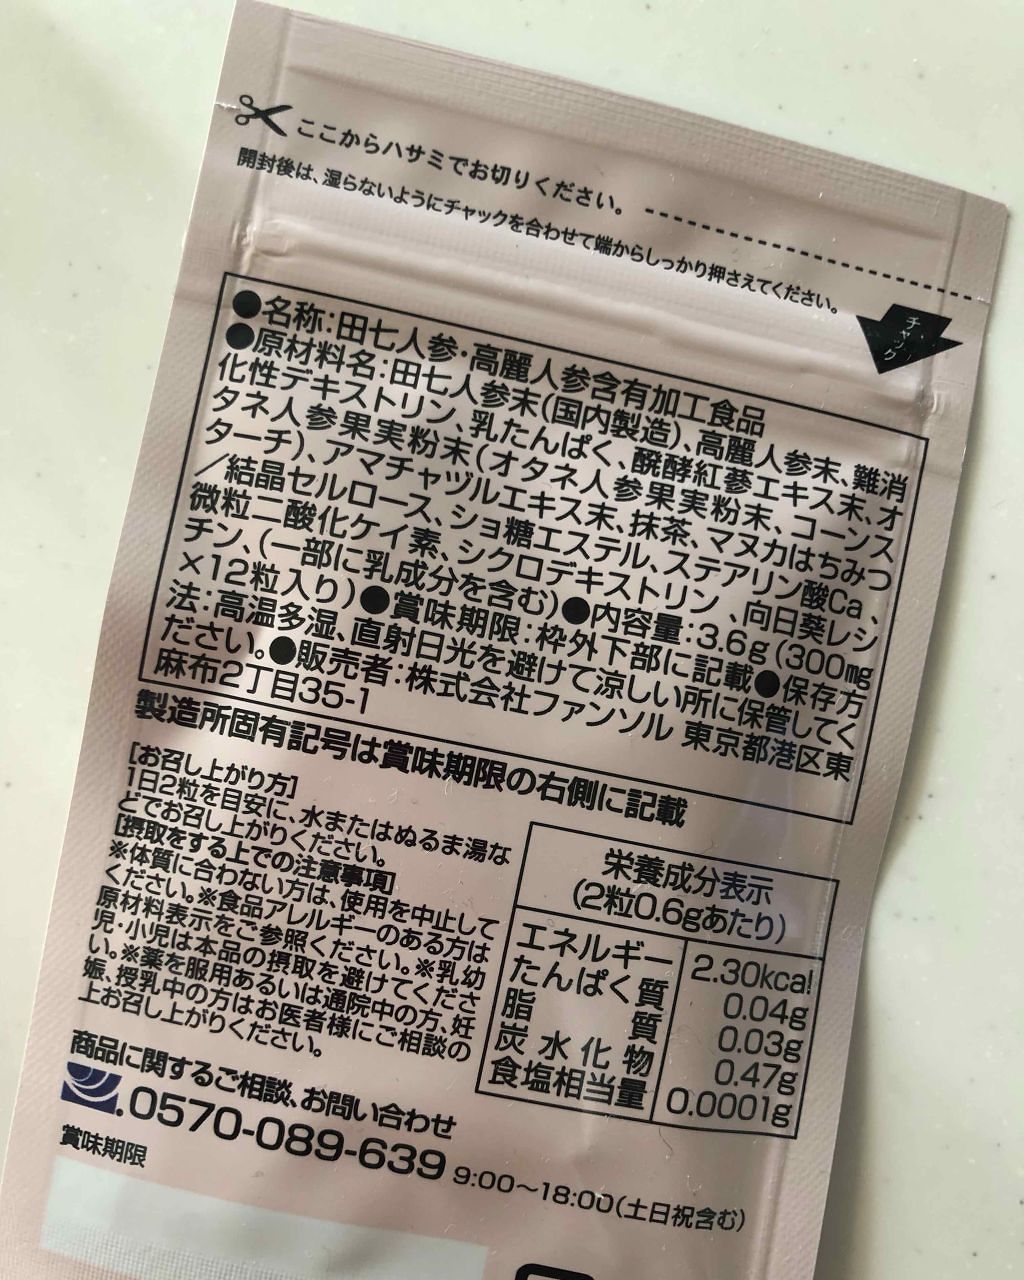 ここからハサミでお切りください。
開封後は、湿らないようにチャックを合わせて端からしっかり押さえてください。
チャック
●名称:田七人参・高麗人参含有加工食品
●原材料名:田七人参末(国内製造)、高麗人参末、難消
化性デキストリン、乳たんぱく、醗酵紅蔘エキス末、オ
タネ人参果実粉末(オタネ人参果実粉末、コーンス
ターチ)、アマチャヅルエキス末、抹茶、マヌカはちみつ
/結晶セルロース、ショ糖エステル、ステアリン酸Ca、
微粒二酸化ケイ素、シクロデキストリン、向日葵レシ
チン、(一部に乳成分を含む)●内容量:3.6g(300mg
×12粒入り)●賞味期限:枠外下部に記載●保存方
法:高温多湿、直射日光を避けて涼しい所に保管してく
ださい。●販売者:株式会社ファンソル 東京都港区東
麻布2丁目35-1
製造所固有記号は賞味期限の右側に記載
[お召し上がり方]
1日2粒を目安に、水またはぬるま湯な
どでお召し上がりください。
[摂取をする上での注意事項]
※体質に合わない方は、使用を中止して
ください。※食品アレルギーのある方は
原材料表示をご参照ください。※乳幼
児・小児は本品の摂取を避けてくださ
い。※薬を服用あるいは通院中の方、妊
娠、授乳中の方はお医者様にご相談の
上お召し上がりください。
栄養成分表示
(2粒0.6gあたり)
エネルギー 2.30kcal
たんぱく質 0.04g
脂質 0.03g
炭水化物 0.47g
食塩相当量 0.0001g
商品に関するご相談、お問い合わせ
0570-089-639 9:00~18:00(土日祝含む)
賞味期限